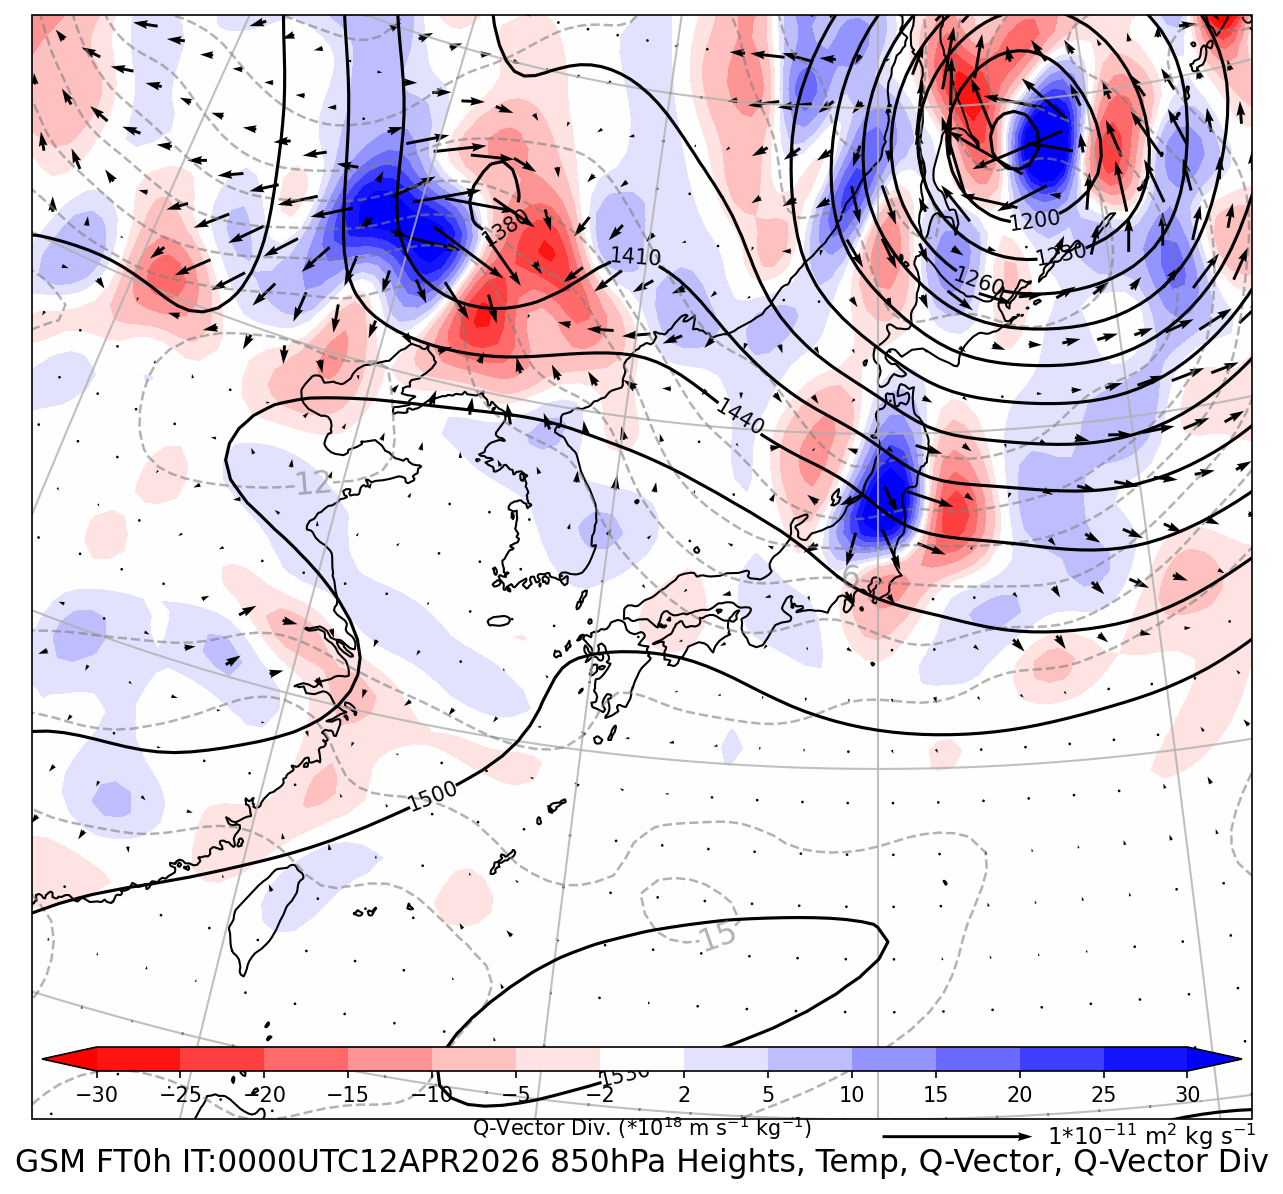 1200
1230
1260
1380
1410
1440
12
6
1500
15
1530
−30 −25 −20 −15 −10 −5 −2 2 5 10 15 20 25 30
Q-Vector Div. (*10¹⁸ m s⁻¹ kg⁻¹)
1*10⁻¹¹ m² kg s⁻¹
GSM FT0h IT:0000UTC12APR2026 850hPa Heights, Temp, Q-Vector, Q-Vector Div